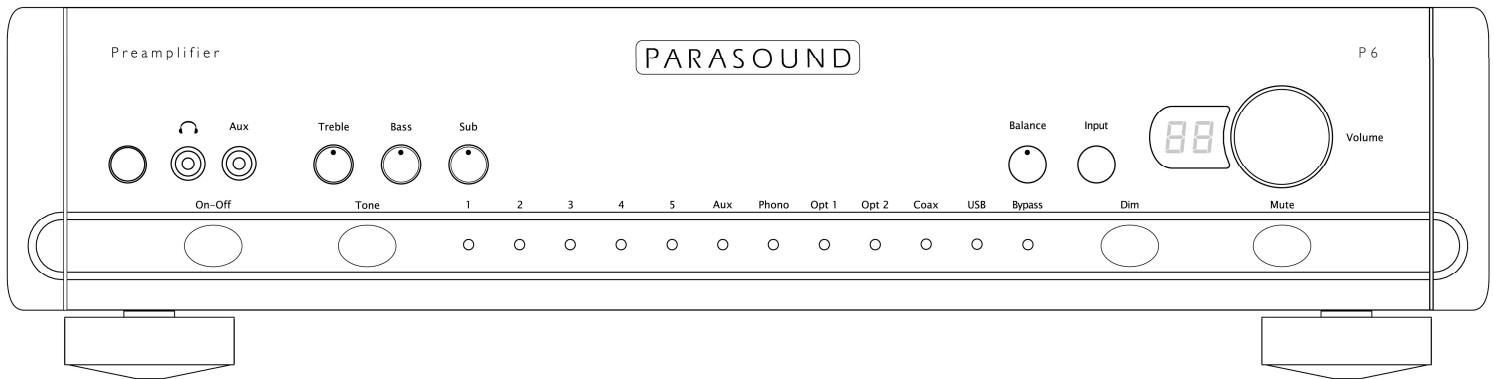 Preamplifier PARASOUND P 6
Aux Treble Bass Sub Balance Input
88 Volume
On-Off Tone 1 2 3 4 5 Aux Phono Opt 1 Opt 2 Coax USB Bypass Dim Mute